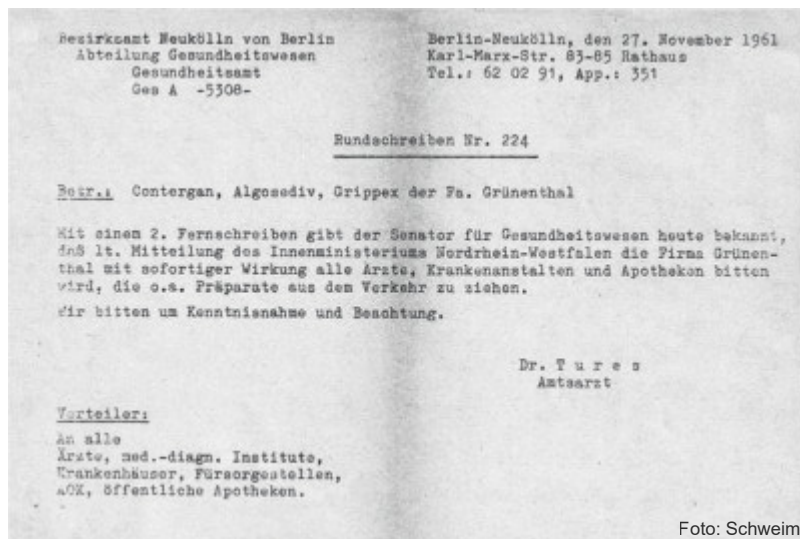 Bezirksamt Neukölln von Berlin
Abteilung Gesundheitswesen
Gesundheitsamt
Ges A -5308-
Berlin-Neukölln, den 27. November 1961
Karl-Marx-Str. 83-85 Rathaus
Tel.: 62 02 91, App.: 351
Rundschreiben Nr. 224
Betr.: Contergan, Algosediv, Grippex der Fa. Grünenthal
Mit einem 2. Fernschreiben gibt der Senator für Gesundheitswesen heute bekannt,
daß lt. Mitteilung des Innenministeriums Nordrhein-Westfalen die Firma Grünen-
thal mit sofortiger Wirkung alle Ärzte, Krankenanstalten und Apotheken bitten
wird, die o.a. Präparate aus dem Verkehr zu ziehen.
Wir bitten um Kenntnisnahme und Beachtung.
Dr. T u r e s
Amtsarzt
Verteiler:
An alle
Ärzte, med.-diagn. Institute,
Krankenhäuser, Fürsorgestellen,
AOK, öffentliche Apotheken.
Foto: Schweim